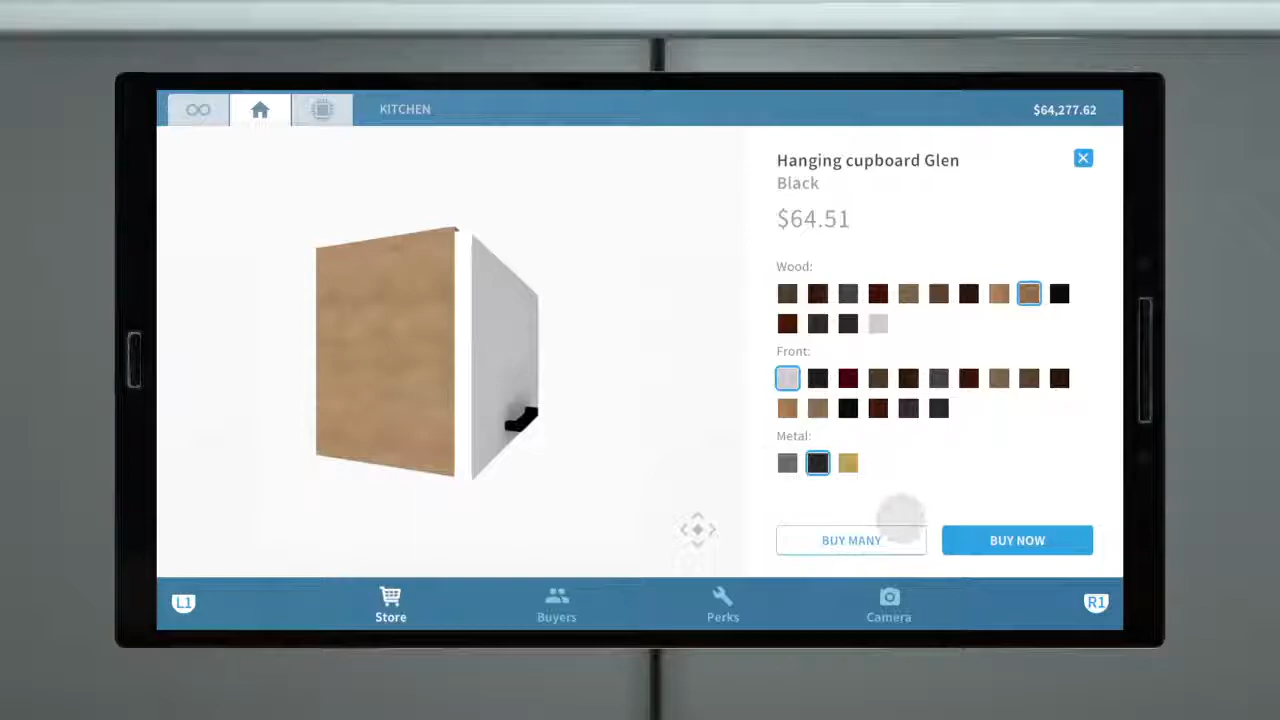 KITCHEN
$64,277.62
Hanging cupboard Glen
Black
$64.51
Wood:
Front:
Metal:
BUY MANY
BUY NOW
L1
Store
Buyers
Perks
Camera
R1